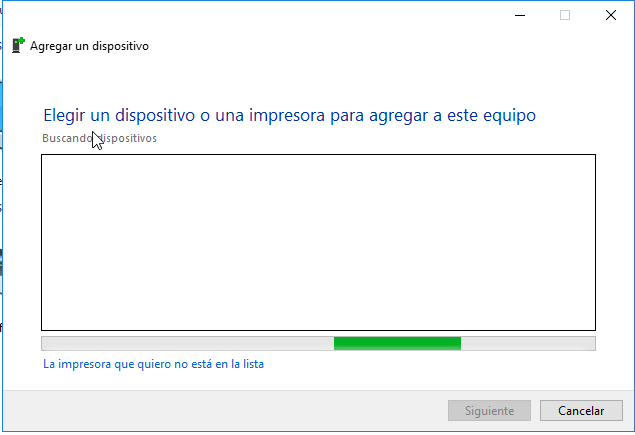 Agregar un dispositivo
Elegir un dispositivo o una impresora para agregar a este equipo
Buscando dispositivos
La impresora que quiero no está en la lista
Siguiente
Cancelar